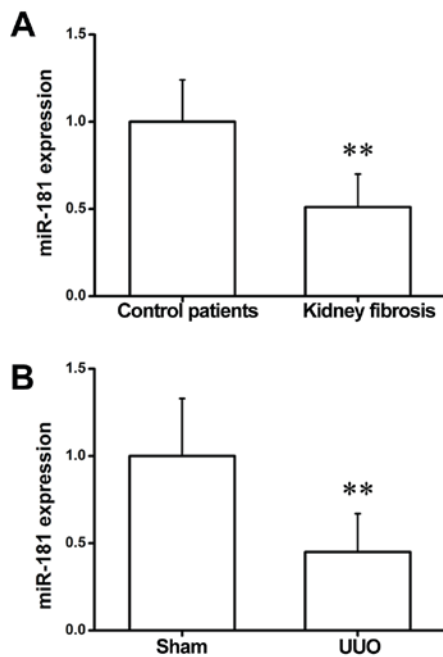 A
miR-181 expression
1.5
1.0
0.5
0.0
**
Control patients
Kidney fibrosis
B
miR-181 expression
1.5
1.0
0.5
0.0
**
Sham
UUO